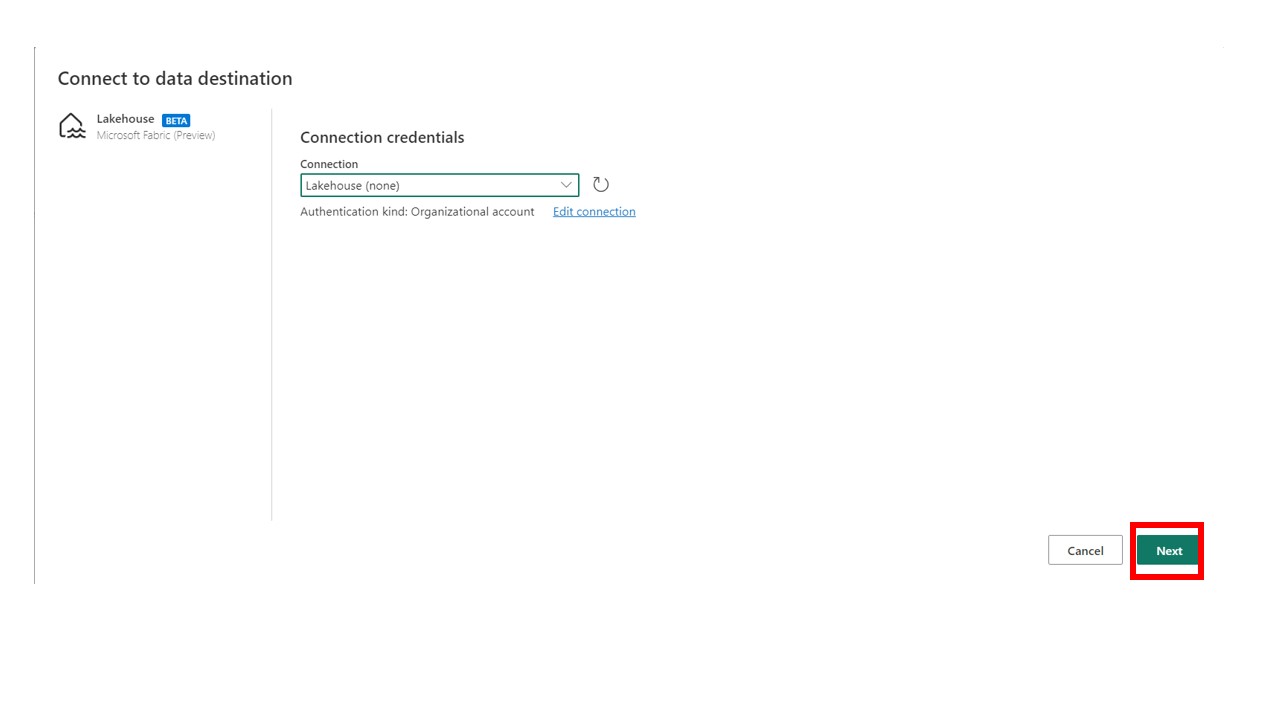 Connect to data destination
Lakehouse BETA
Microsoft Fabric (Preview)
Connection credentials
Connection
Lakehouse (none)
Authentication kind: Organizational account Edit connection
Cancel Next